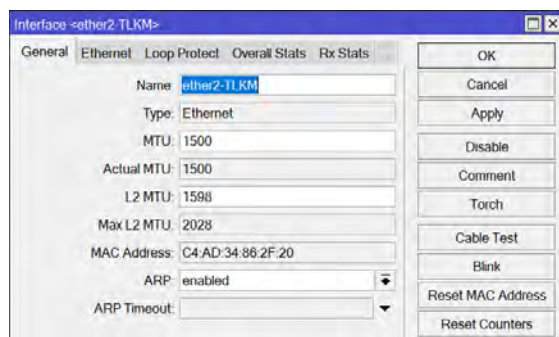 Interface <ether2-TLKM>
General Ethernet Loop Protect Overall Stats Rx Stats
Name: ether2-TLKM
Type: Ethernet
MTU: 1500
Actual MTU: 1500
L2 MTU: 1598
Max L2 MTU: 2028
MAC Address: C4:AD:34:86:2F:20
ARP: enabled
ARP Timeout:
OK
Cancel
Apply
Disable
Comment
Torch
Cable Test
Blink
Reset MAC Address
Reset Counters